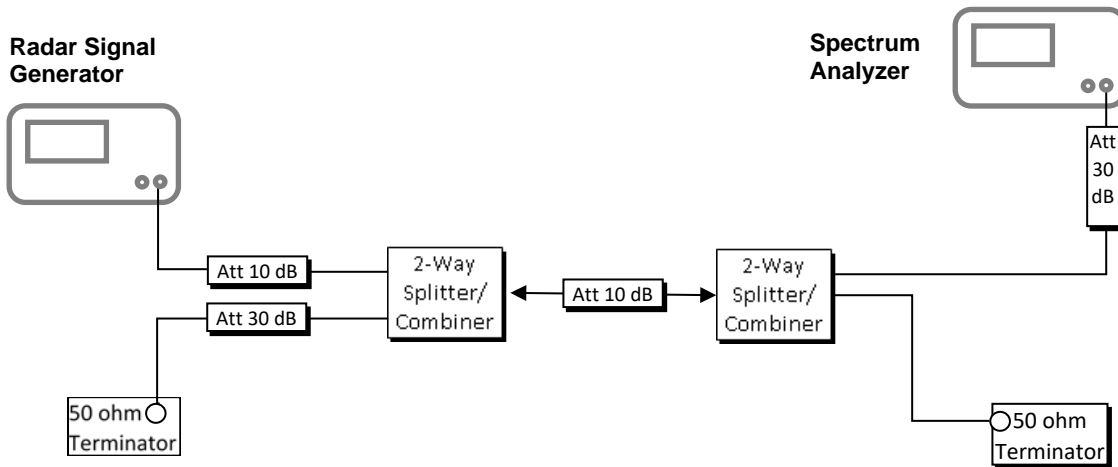 Radar Signal
Generator
Spectrum
Analyzer
Att
30
dB
Att 10 dB
2-Way
Splitter/
Combiner
Att 10 dB
2-Way
Splitter/
Combiner
Att 30 dB
50 ohm
Terminator
50 ohm
Terminator